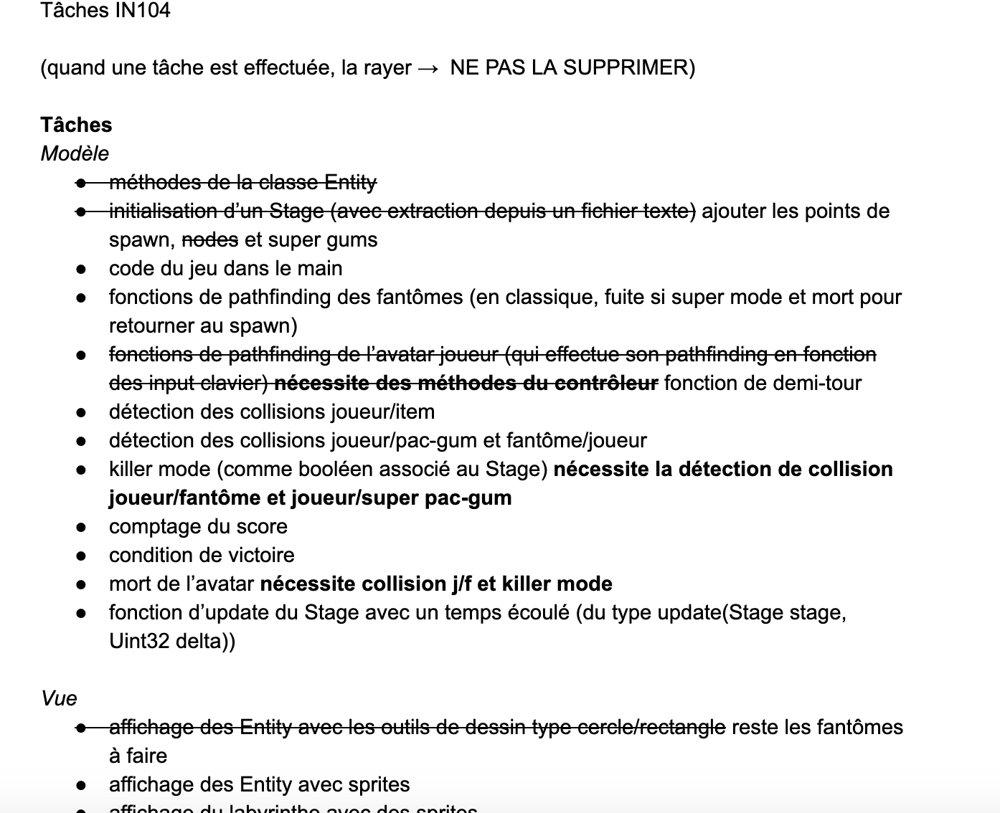 Tâches IN104
(quand une tâche est effectuée, la rayer → NE PAS LA SUPPRIMER)
Tâches
Modèle
● méthodes de la classe Entity
● initialisation d’un Stage (avec extraction depuis un fichier texte) ajouter les points de
spawn, nodes et super gums
● code du jeu dans le main
● fonctions de pathfinding des fantômes (en classique, fuite si super mode et mort pour
retourner au spawn)
● fonctions de pathfinding de l’avatar joueur (qui effectue son pathfinding en fonction
des input clavier) nécessite des méthodes du contrôleur fonction de demi-tour
● détection des collisions joueur/item
● détection des collisions joueur/pac-gum et fantôme/joueur
● killer mode (comme booléen associé au Stage) nécessite la détection de collision
joueur/fantôme et joueur/super pac-gum
● comptage du score
● condition de victoire
● mort de l’avatar nécessite collision j/f et killer mode
● fonction d’update du Stage avec un temps écoulé (du type update(Stage stage,
Uint32 delta))
Vue
● affichage des Entity avec les outils de dessin type cercle/rectangle reste les fantômes
à faire
● affichage des Entity avec sprites
● affichage du labyrinthe avec des sprites